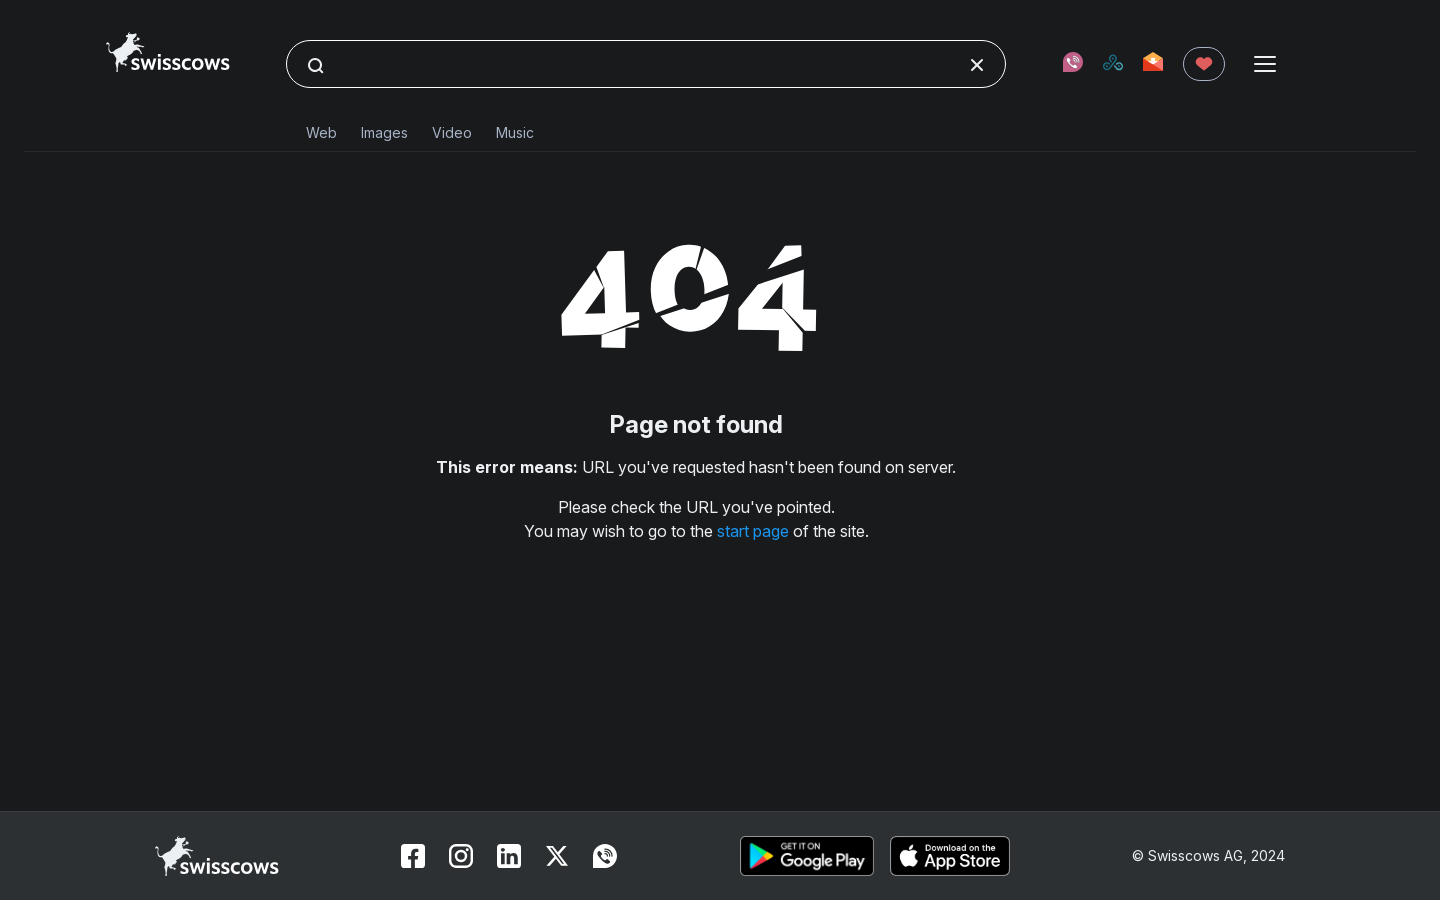 swisscows
Web Images Video Music
404
Page not found
This error means: URL you've requested hasn't been found on server.
Please check the URL you've pointed.
You may wish to go to the start page of the site.
swisscows
GET IT ON
Google Play
Download on the
App Store
© Swisscows AG, 2024